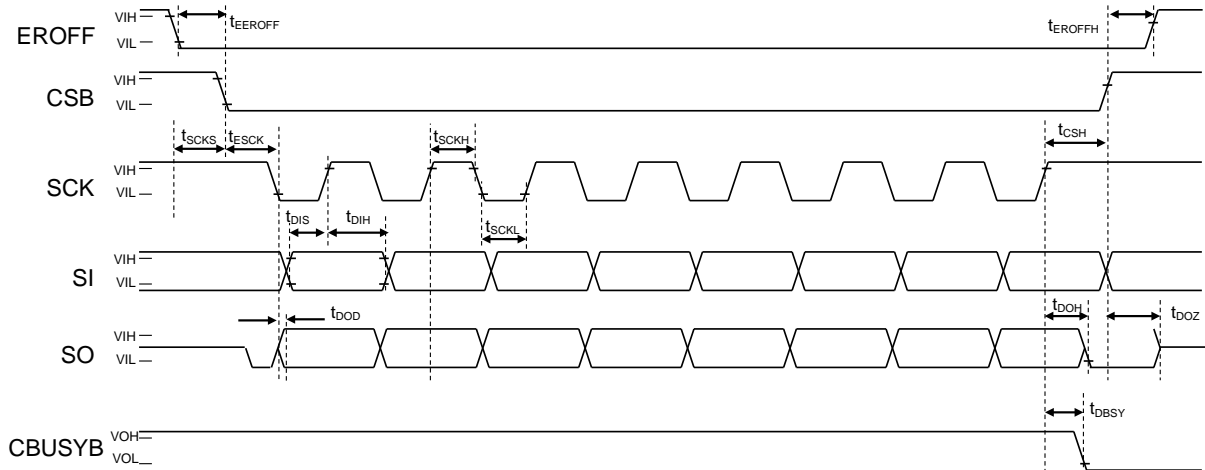 EROFF
VIH
VIL
tEEROFF
tEROFFH
CSB
VIH
VIL
tSCKS
tESCK
tSCKH
tCSH
SCK
VIH
VIL
tDIS
tDIH
tSCKL
SI
VIH
VIL
tDOD
tDOH
tDOZ
SO
VIH
VIL
tDBSY
CBUSYB
VOH
VOL